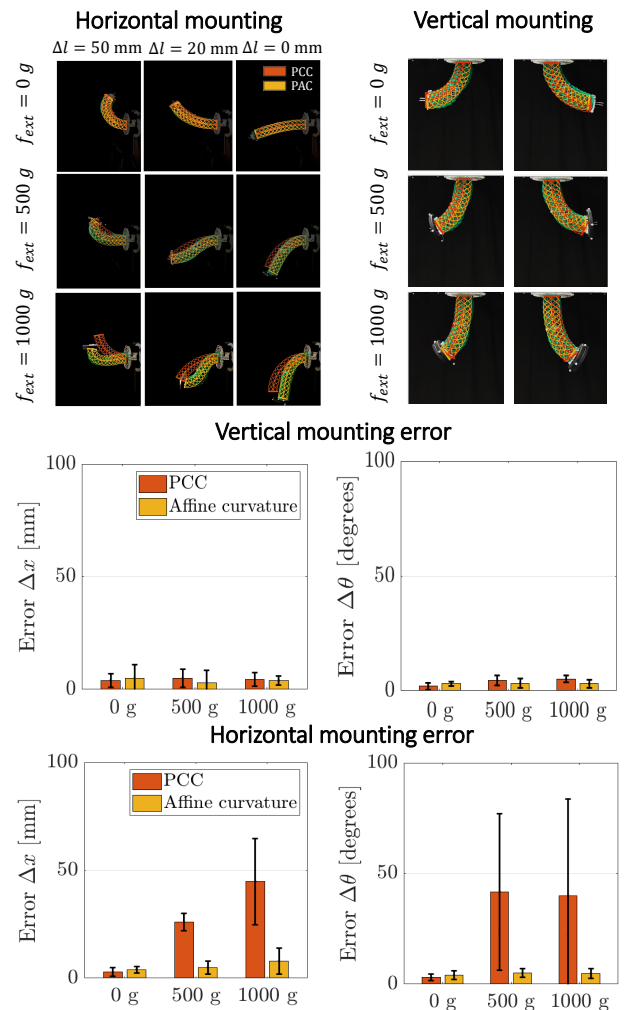 Horizontal mounting
Vertical mounting
Δl = 50 mm Δl = 20 mm Δl = 0 mm
f_ext = 0 g
PCC
PAC
f_ext = 500 g
f_ext = 1000 g
f_ext = 0 g
f_ext = 500 g
f_ext = 1000 g
Vertical mounting error
100
50
0
Error Δx [mm]
PCC
Affine curvature
0 g 500 g 1000 g
100
50
0
Error Δθ [degrees]
0 g 500 g 1000 g
Horizontal mounting error
100
50
0
Error Δx [mm]
PCC
Affine curvature
0 g 500 g 1000 g
100
50
0
Error Δθ [degrees]
0 g 500 g 1000 g